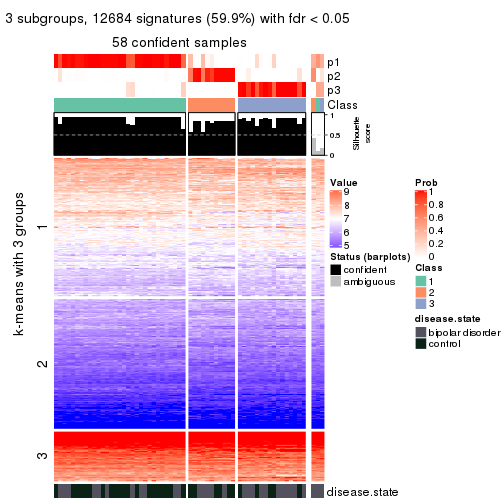 3 subgroups, 12684 signatures (59.9%) with fdr < 0.05
58 confident samples
p1
p2
p3
Class
1
0.5
0
Silhouette
score
k-means with 3 groups
1
2
3
Value
9
8
7
6
5
Status (barplots)
confident
ambiguous
Prob
1
0.8
0.6
0.4
0.2
0
Class
1
2
3
disease.state
bipolar disorder
control
disease.state